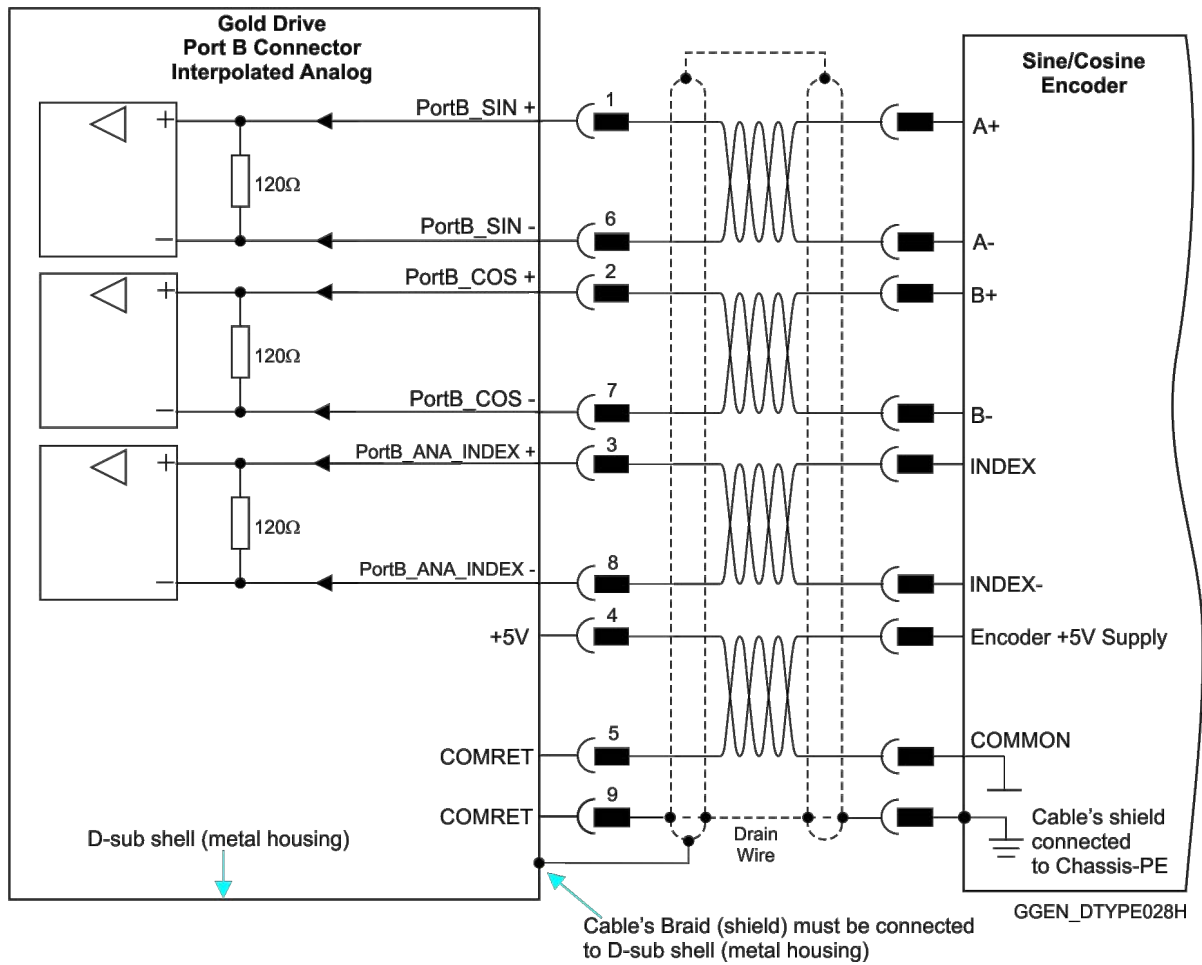 Gold Drive
Port B Connector
Interpolated Analog
Sine/Cosine
Encoder
PortB_SIN +
1
A+
+
120Ω
PortB_SIN -
6
A-
−
PortB_COS +
2
B+
+
120Ω
PortB_COS -
7
B-
−
PortB_ANA_INDEX +
3
INDEX
+
120Ω
PortB_ANA_INDEX -
8
INDEX-
−
+5V
4
Encoder +5V Supply
COMRET
5
COMMON
COMRET
9
Drain
Wire
Cable's shield
connected
to Chassis-PE
D-sub shell (metal housing)
GGEN_DTYPE028H
Cable's Braid (shield) must be connected
to D-sub shell (metal housing)